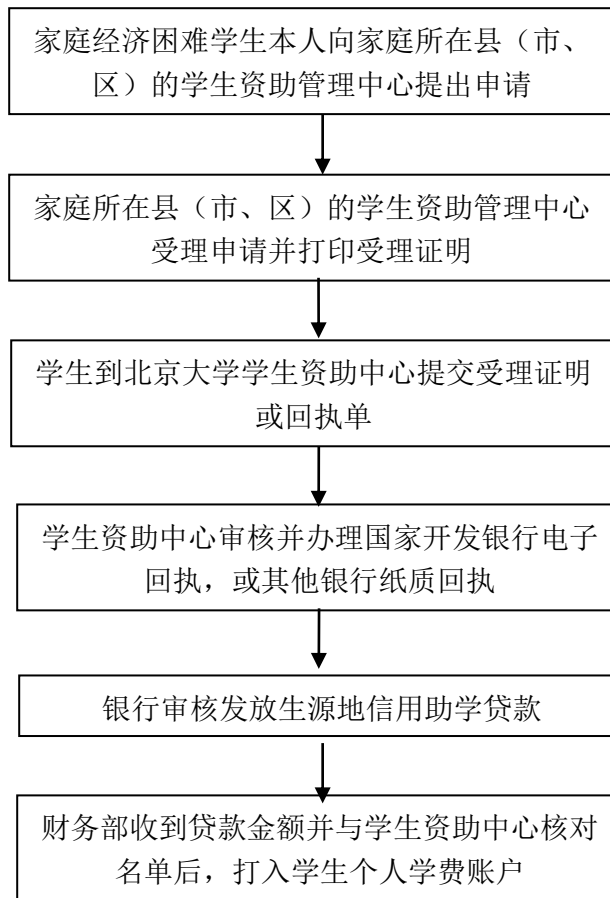 家庭经济困难学生本人向家庭所在县（市、
区）的学生资助管理中心提出申请
家庭所在县（市、区）的学生资助管理中心
受理申请并打印受理证明
学生到北京大学学生资助中心提交受理证明
或回执单
学生资助中心审核并办理国家开发银行电子
回执，或其他银行纸质回执
银行审核发放生源地信用助学贷款
财务部收到贷款金额并与学生资助中心核对
名单后，打入学生个人学费账户